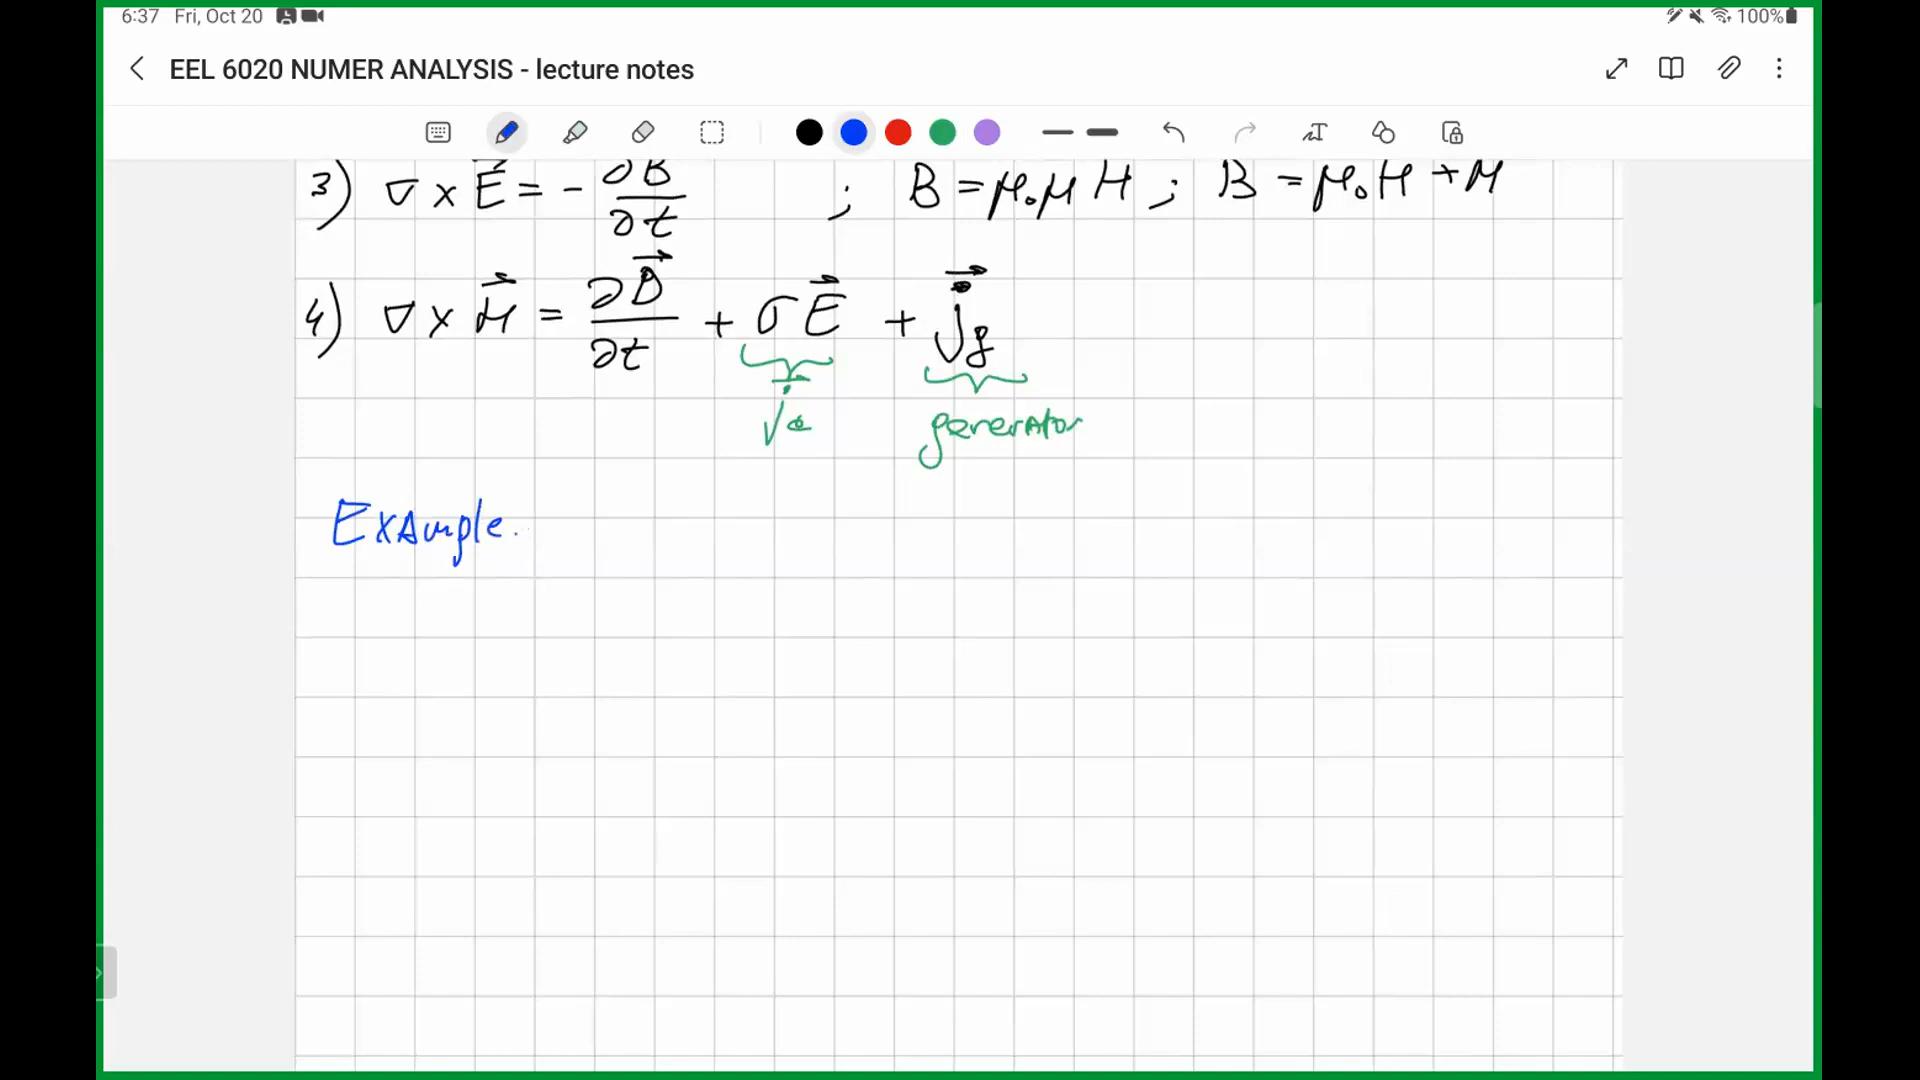 6:37 Fri, Oct 20 100%
EEL 6020 NUMER ANALYSIS - lecture notes
3) ∇ × E⃗ = - ∂B/∂t ; B = μ₀μ H ; B = μ₀H + M
4) ∇ × H⃗ = ∂D⃗/∂t + σE⃗ + j⃗g
j⃗e generator
Example.